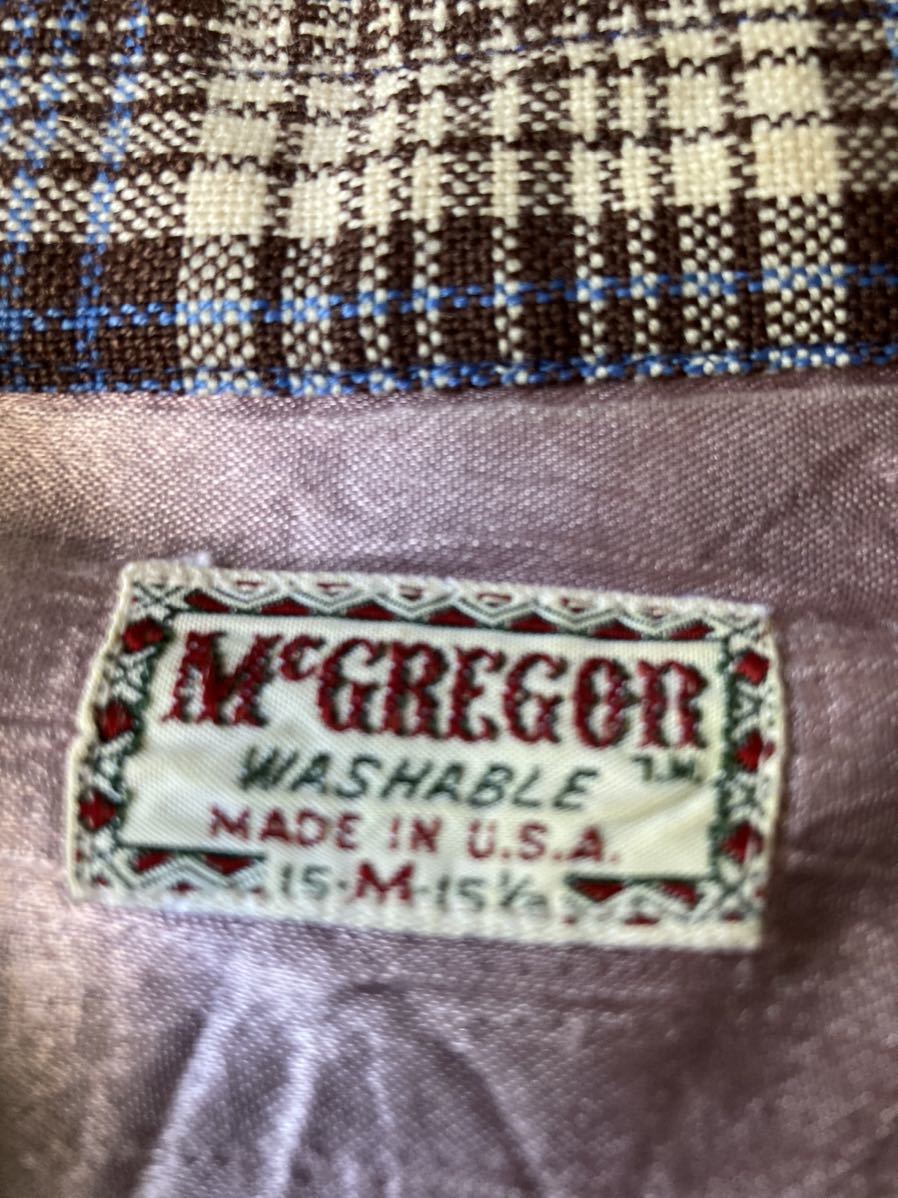 McGREGOR
WASHABLE T.M.
MADE IN U.S.A.
15-M-15½